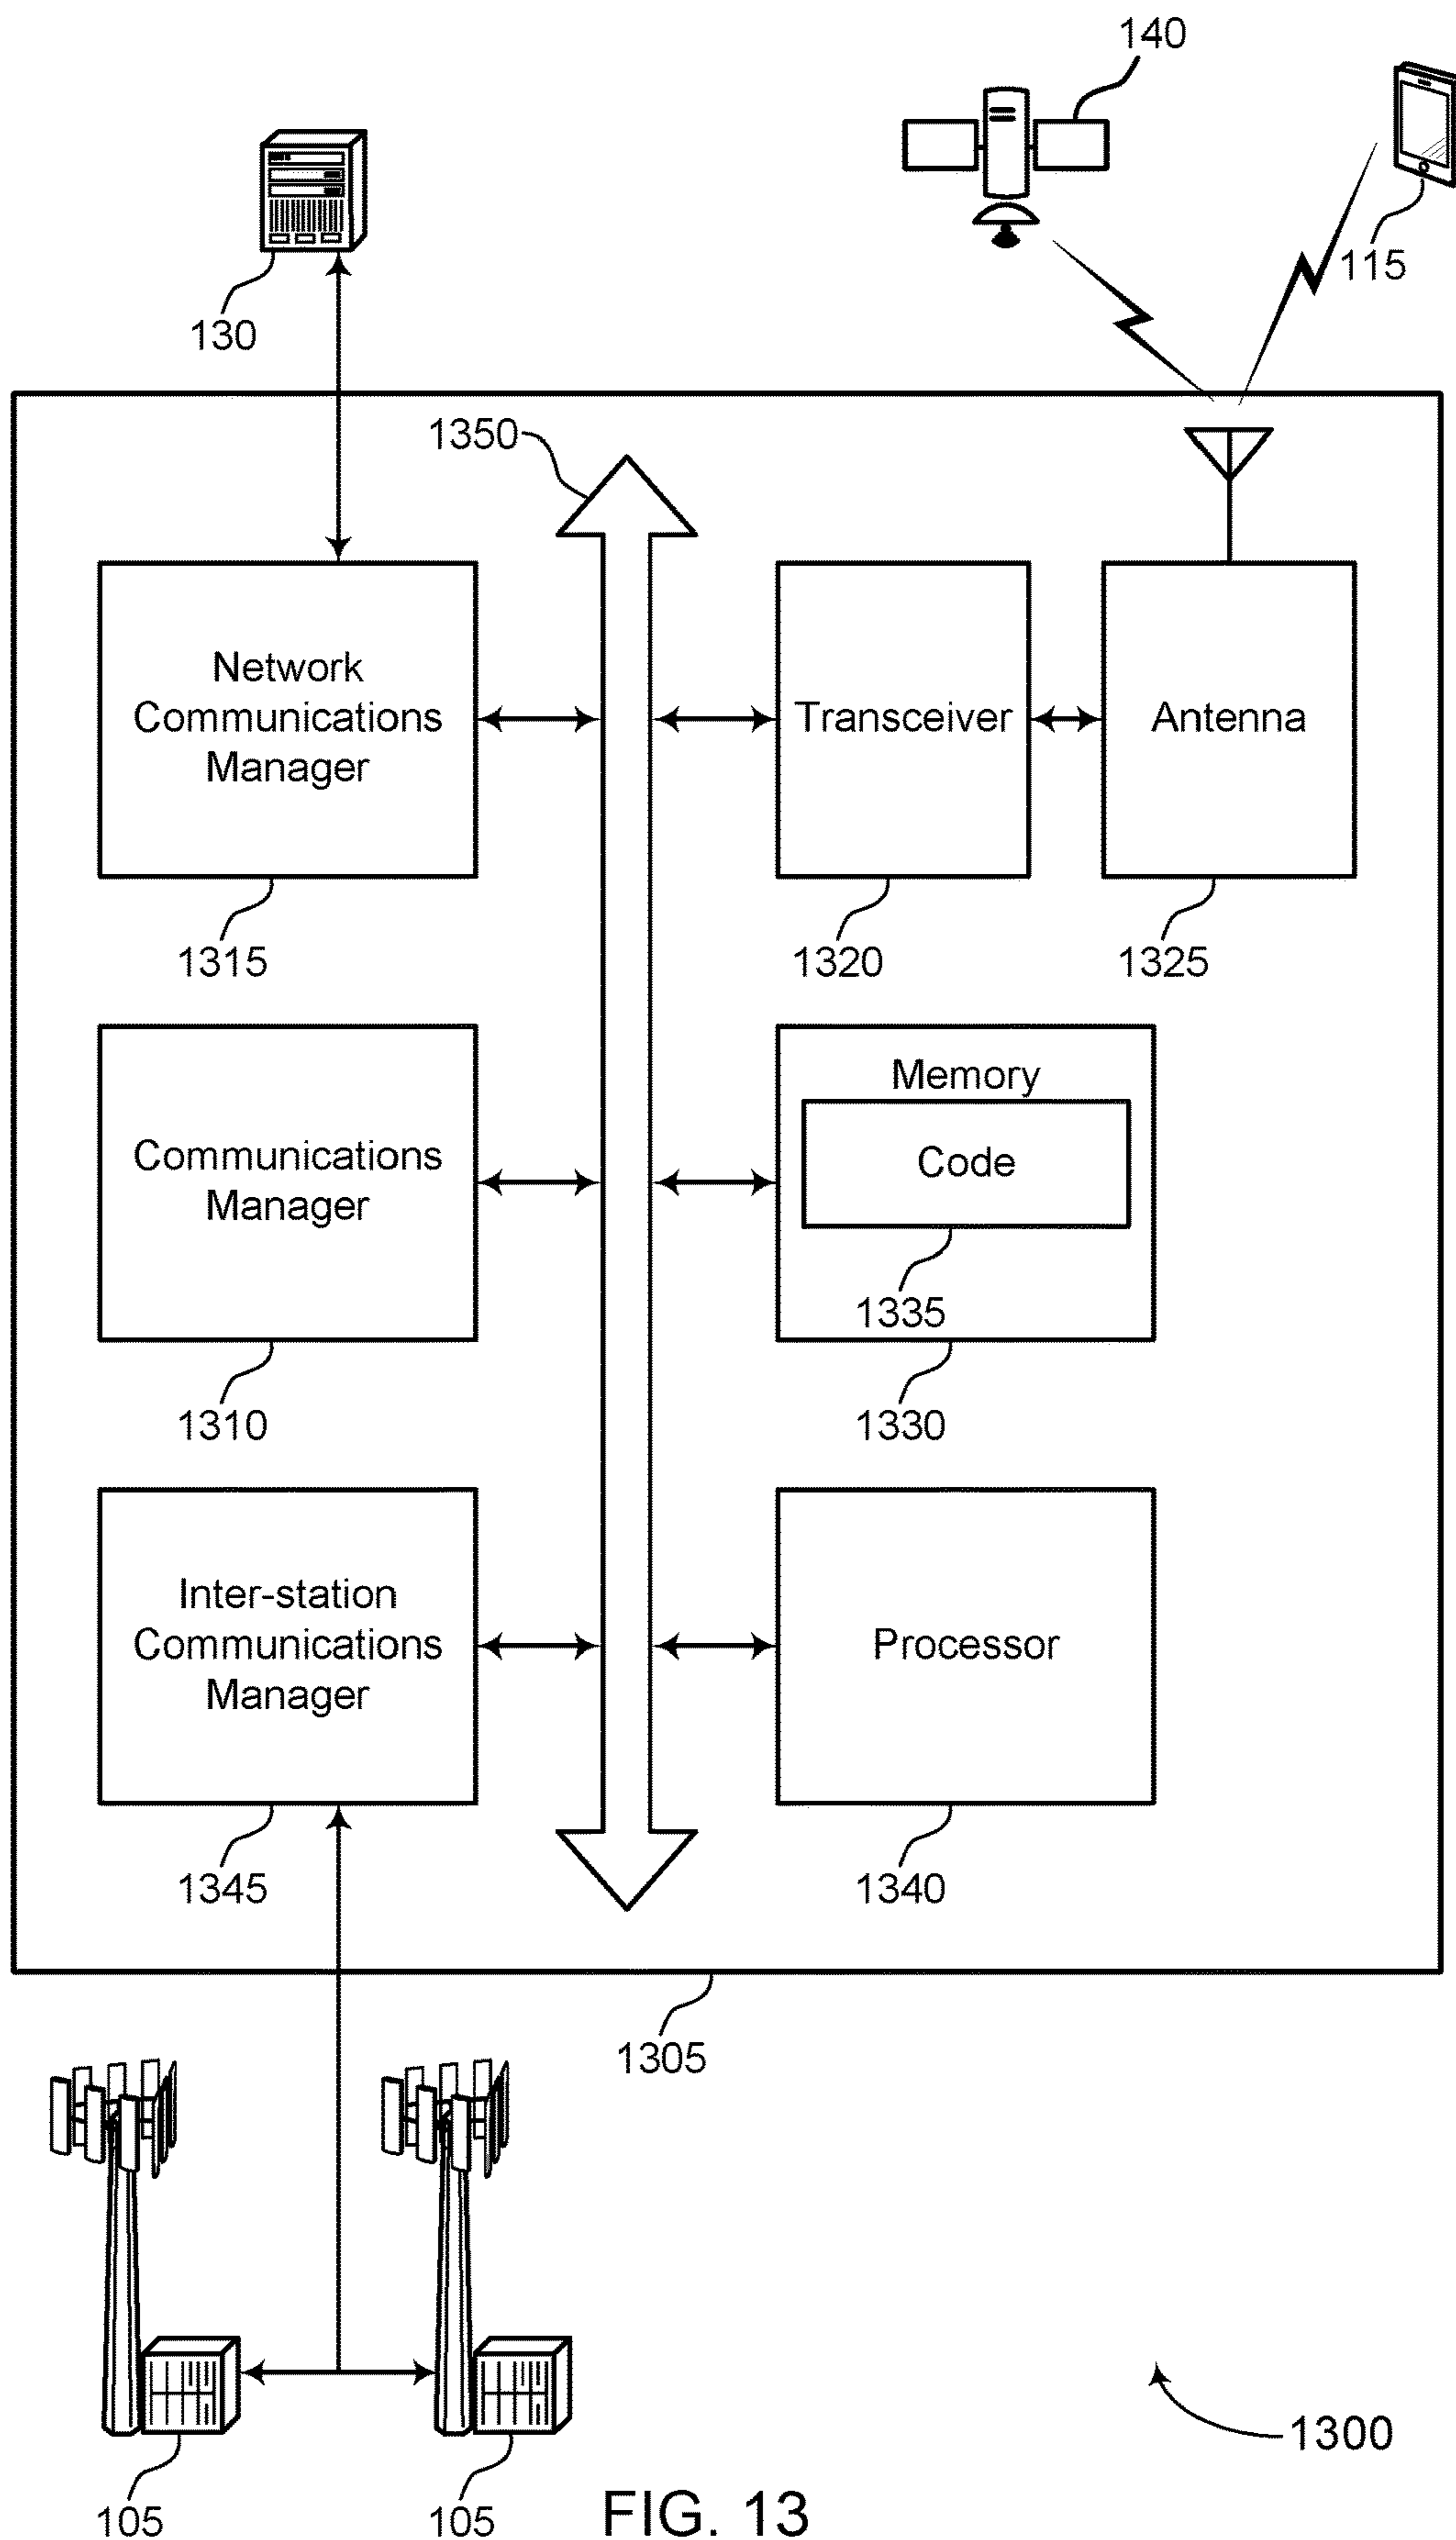 140
115
130
1350
Network
Communications
Manager
Transceiver
Antenna
1315
1320
1325
Communications
Manager
Memory
Code
1335
1310
1330
Inter-station
Communications
Manager
Processor
1345
1340
1305
1300
105
105
FIG. 13